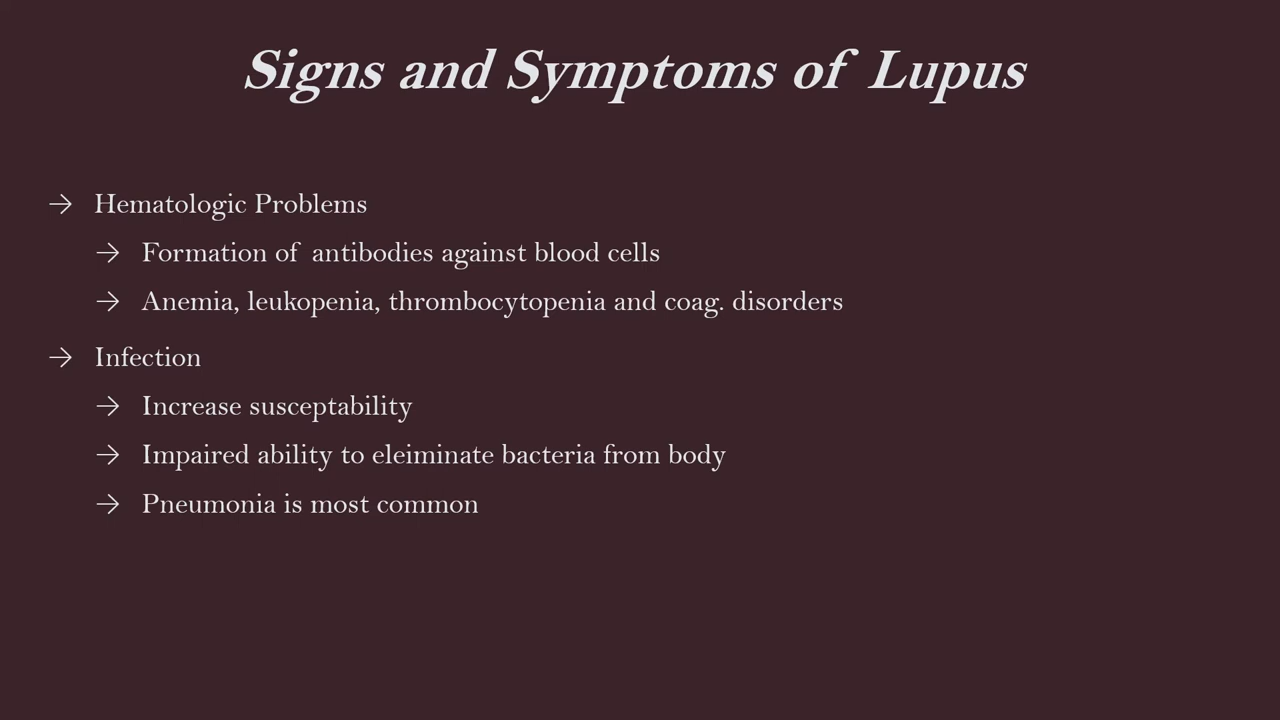 Signs and Symptoms of Lupus
→ Hematologic Problems
→ Formation of antibodies against blood cells
→ Anemia, leukopenia, thrombocytopenia and coag. disorders
→ Infection
→ Increase susceptability
→ Impaired ability to eleiminate bacteria from body
→ Pneumonia is most common